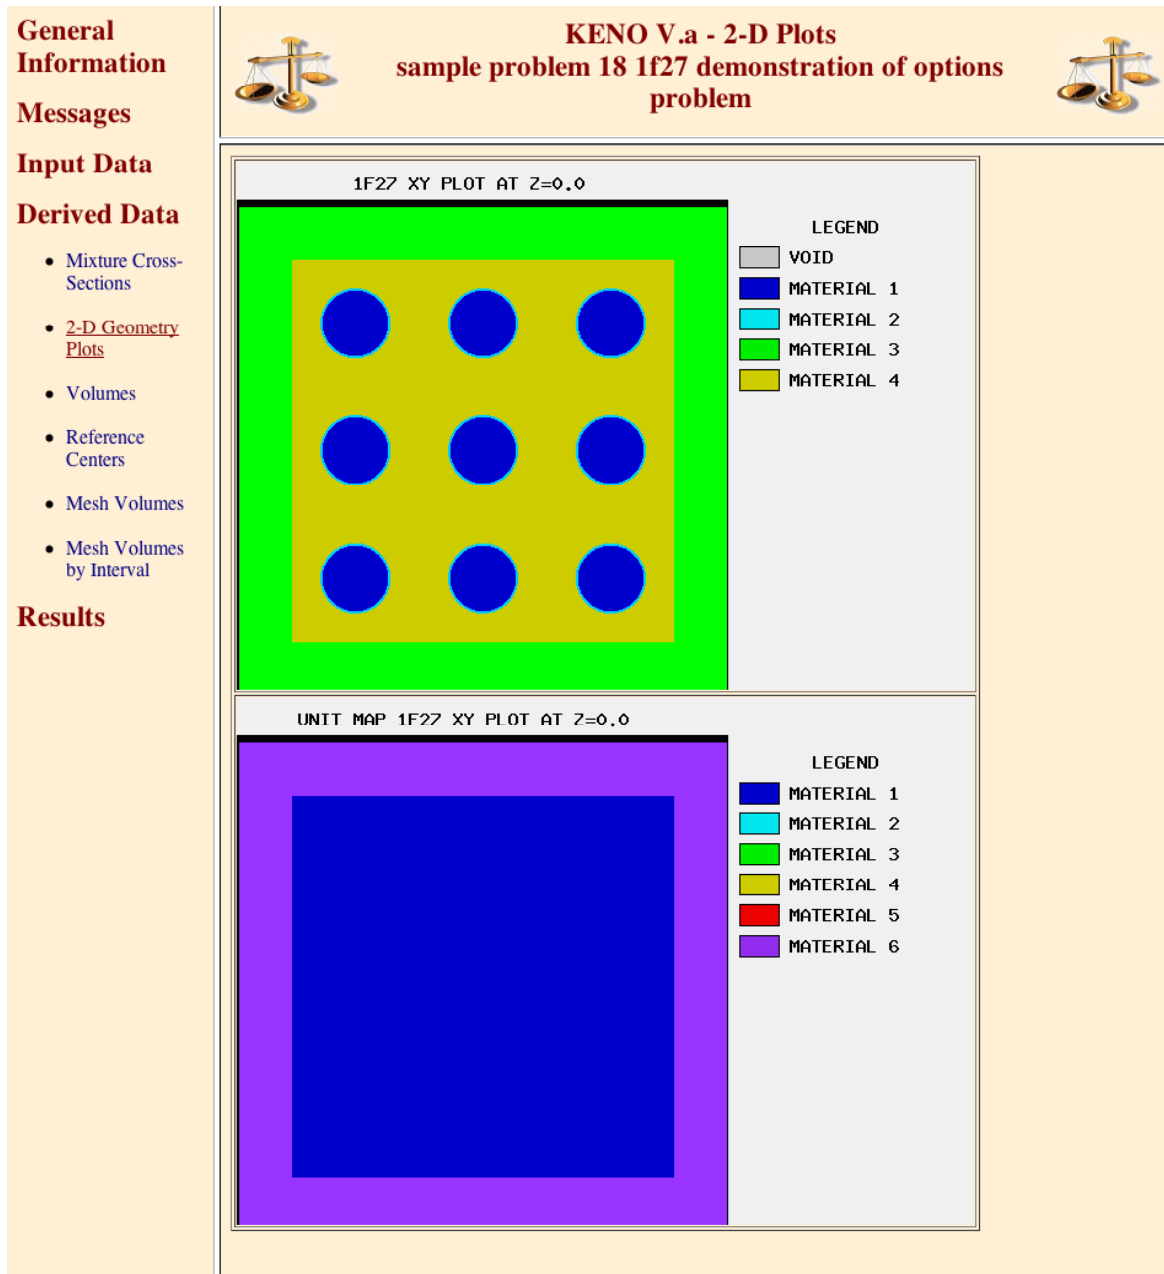 General
Information
Messages
Input Data
Derived Data
Mixture Cross-
Sections
2-D Geometry
Plots
Volumes
Reference
Centers
Mesh Volumes
Mesh Volumes
by Interval
Results
KENO V.a - 2-D Plots
sample problem 18 1f27 demonstration of options
problem
1F27 XY PLOT AT Z=0.0
LEGEND
VOID
MATERIAL 1
MATERIAL 2
MATERIAL 3
MATERIAL 4
UNIT MAP 1F27 XY PLOT AT Z=0.0
LEGEND
MATERIAL 1
MATERIAL 2
MATERIAL 3
MATERIAL 4
MATERIAL 5
MATERIAL 6